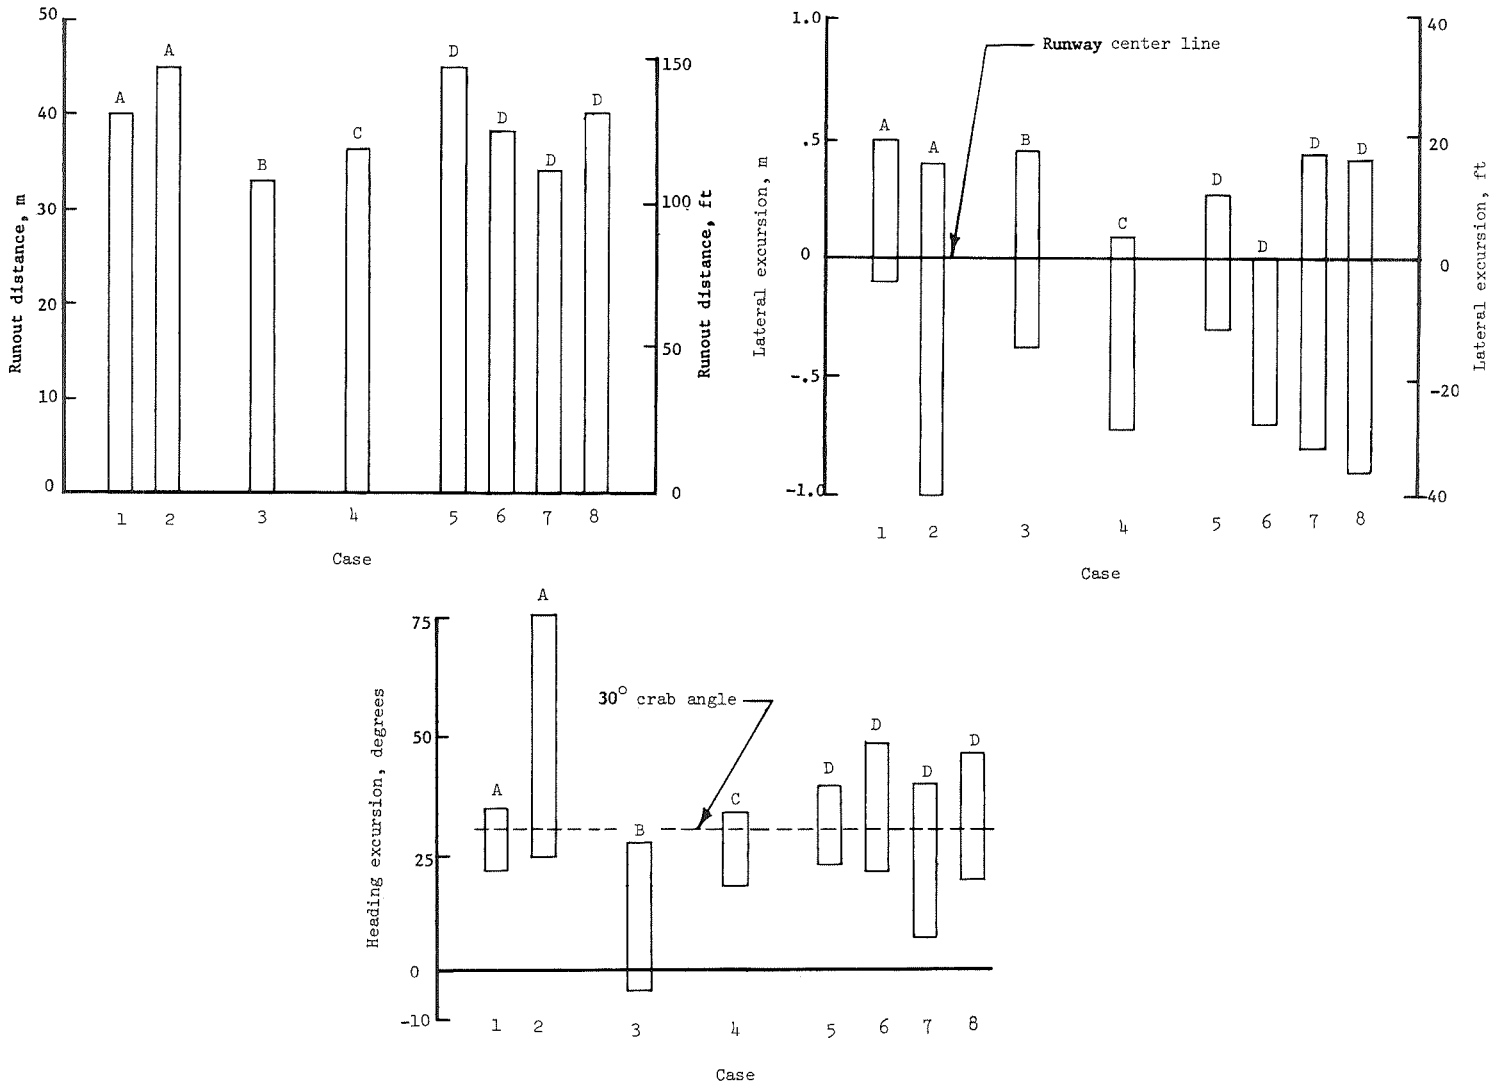 50
40
30
20
10
0
Runout distance, m
A
A
B
C
D
D
D
D
150
100
50
0
Runout distance, ft
1 2 3 4 5 6 7 8
Case
1.0
.5
0
-.5
-1.0
Lateral excursion, m
Runway center line
A
A
B
C
D
D
D
D
40
20
0
-20
-40
Lateral excursion, ft
1 2 3 4 5 6 7 8
Case
75
50
25
0
-10
Heading excursion, degrees
30° crab angle
A
A
B
C
D
D
D
D
1 2 3 4 5 6 7 8
Case